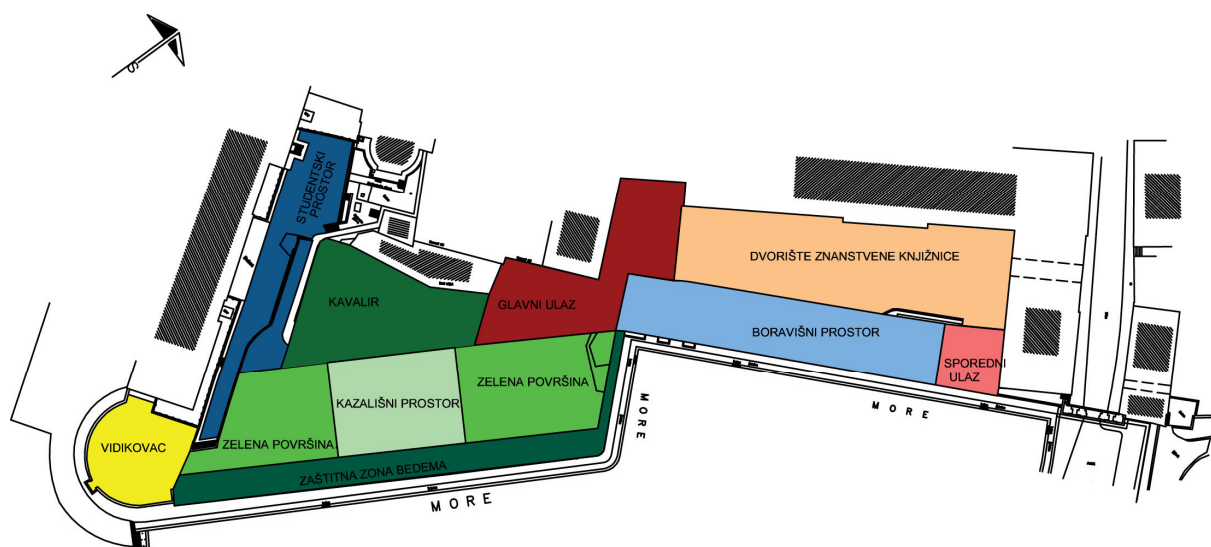 S
STUDENTSKI
PROSTOR
KAVALIR
GLAVNI ULAZ
DVORIŠTE ZNANSTVENE KNJIŽNICE
BORAVIŠNI PROSTOR
SPOREDNI
ULAZ
ZELENA POVRŠINA
KAZALIŠNI PROSTOR
VIDIKOVAC
ZELENA POVRŠINA
ZAŠTITNA ZONA BEDEMA
MORE
MORE
MORE